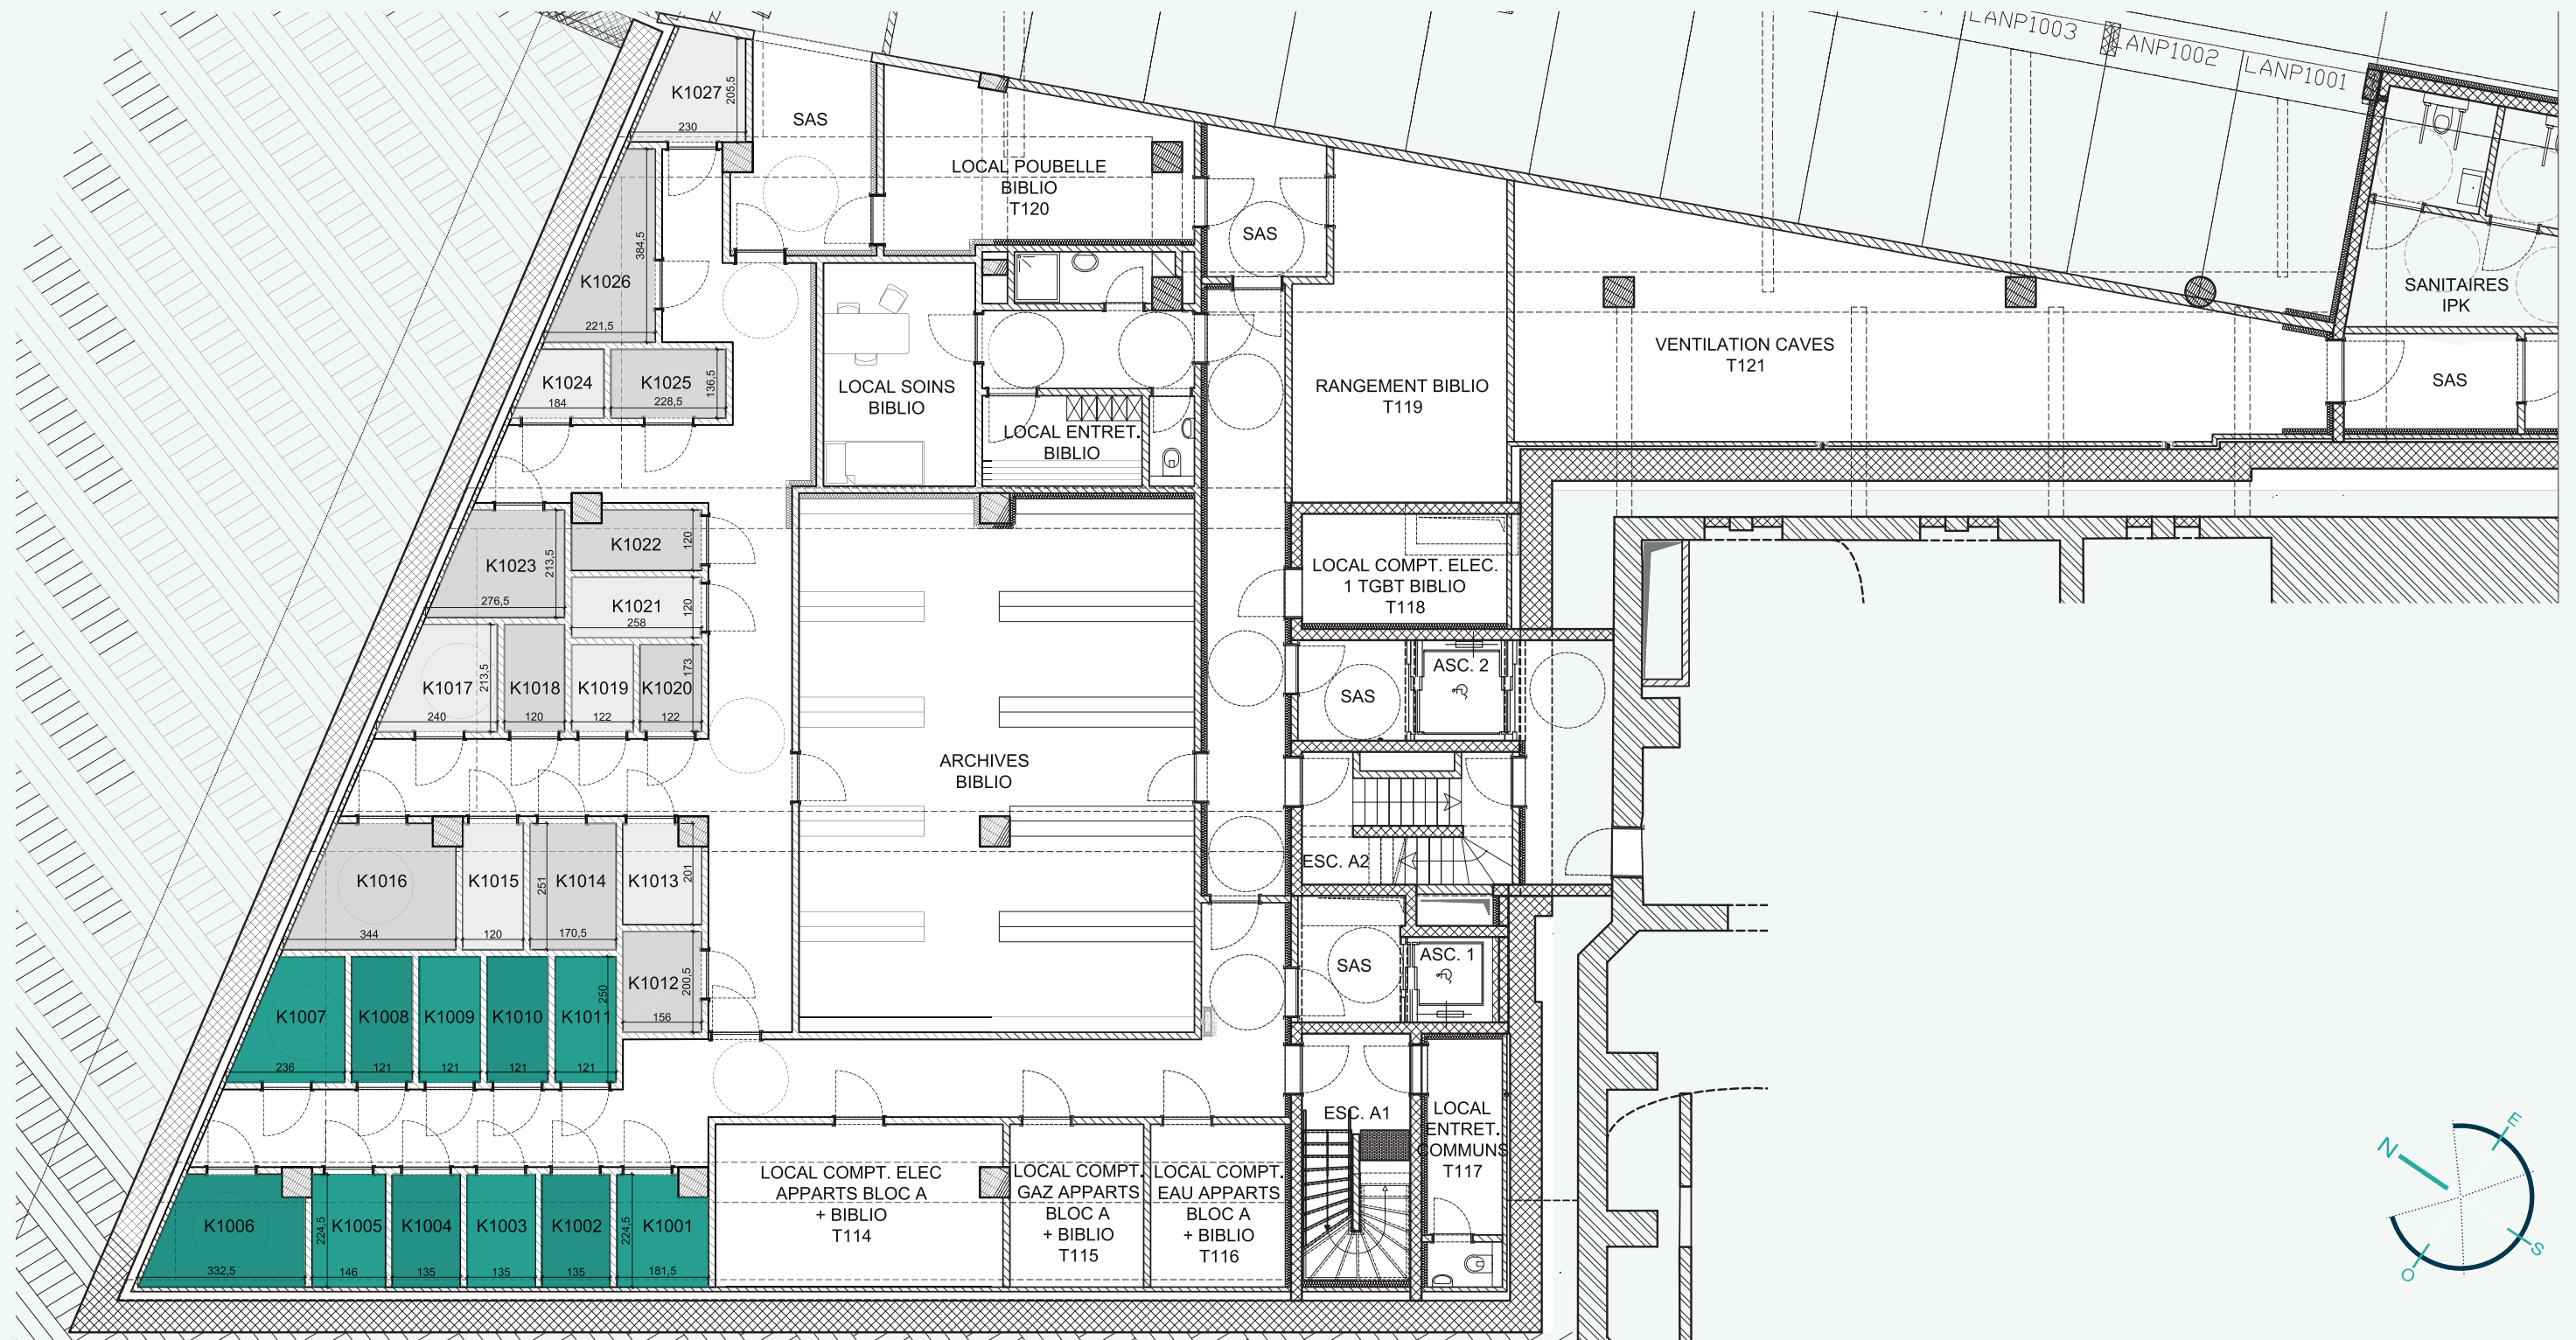 LANP1003
LANP1002
LANP1001
K1027
205,5
230
SAS
LOCAL POUBELLE
BIBLIO
T120
SAS
K1026
384,5
221,5
SANITAIRES
IPK
VENTILATION CAVES
T121
SAS
K1024
184
K1025
136,5
228,5
LOCAL SOINS
BIBLIO
RANGEMENT BIBLIO
T119
LOCAL ENTRET.
BIBLIO
K1023
213,5
276,5
K1022
120
K1021
120
258
LOCAL COMPT. ELEC.
1 TGBT BIBLIO
T118
K1017
213,5
240
K1018
120
K1019
122
K1020
173
122
SAS
ASC. 2
ARCHIVES
BIBLIO
ESC. A2
K1016
344
K1015
120
K1014
251
170,5
K1013
201
K1012
200,5
156
SAS
ASC. 1
K1007
236
K1008
121
K1009
121
K1010
121
K1011
250
121
ESC. A1
LOCAL
ENTRET.
COMMUNS
T117
LOCAL COMPT. ELEC
APPARTS BLOC A
+ BIBLIO
T114
LOCAL COMPT.
GAZ APPARTS
BLOC A
+ BIBLIO
T115
LOCAL COMPT.
EAU APPARTS
BLOC A
+ BIBLIO
T116
K1006
332,5
K1005
224,5
146
K1004
135
K1003
135
K1002
135
K1001
224,5
181,5
N
E
S
O